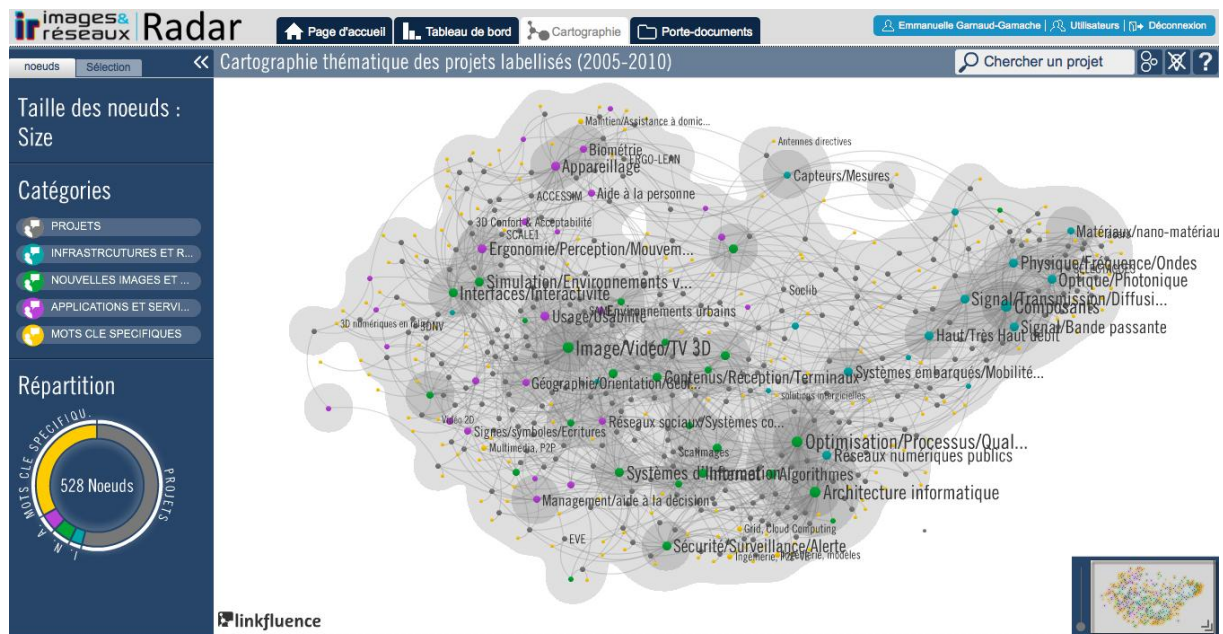 images&
réseaux Radar
Page d'accueil
Tableau de bord
Cartographie
Porte-documents
Emmanuelle Garnaud-Gamache
Utilisateurs
Déconnexion
noeuds
Sélection
«
Cartographie thématique des projets labellisés (2005-2010)
Chercher un projet
?
Taille des noeuds :
Size
Catégories
PROJETS
INFRASTRCUTURES ET R...
NOUVELLES IMAGES ET ...
APPLICATIONS ET SERVI...
MOTS CLE SPECIFIQUES
Répartition
MOTS CLE SPECIFIQU.
PROJETS
I. N. A.
528 Noeuds
Maintien/Assistance à domic...
Biométrie
ERGO-LEAN
Appareillage
Antennes directives
Capteurs/Mesures
ACCESSIM
Aide à la personne
3D Confort & Acceptabilité
SCALE1
Ergonomie/Perception/Mouvem...
Matériaux/nano-matériau
Physique/Fréquence/Ondes
Optique/Photonique
Simulation/Environnements v...
Interfaces/Interactivité
Soclib
Signal/Transmission/Diffusi...
Composants
Environnements urbains
Usage/Usabilité
Signal/Bande passante
Haut/Très Haut débit
Image/Vidéo/TV 3D
Géographie/Orientation/Géor...
Contenus/Réception/Terminaux
Systèmes embarqués/Mobilité...
solutions intergicielles
Vidéo 2D
Signes/symboles/Ecritures
Réseaux sociaux/Systèmes co...
Multimédia, P2P
ScalImages
Optimisation/Processus/Qual...
Réseaux numériques publics
Systèmes d'Information
Algorithmes
Architecture informatique
Management/aide à la décision
Grid, Cloud Computing
EVE
Sécurité/Surveillance/Alerte
linkfluence